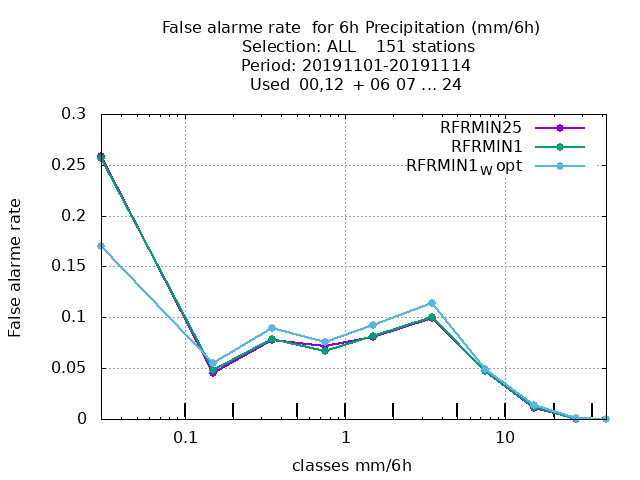 False alarme rate  for 6h Precipitation (mm/6h)
Selection: ALL    151 stations
Period: 20191101-20191114
Used  00,12  + 06 07 ... 24
RFRMIN25
RFRMIN1
RFRMIN1W opt
0.3
0.25
0.2
0.15
0.1
0.05
0
False alarme rate
0.1
1
10
classes mm/6h